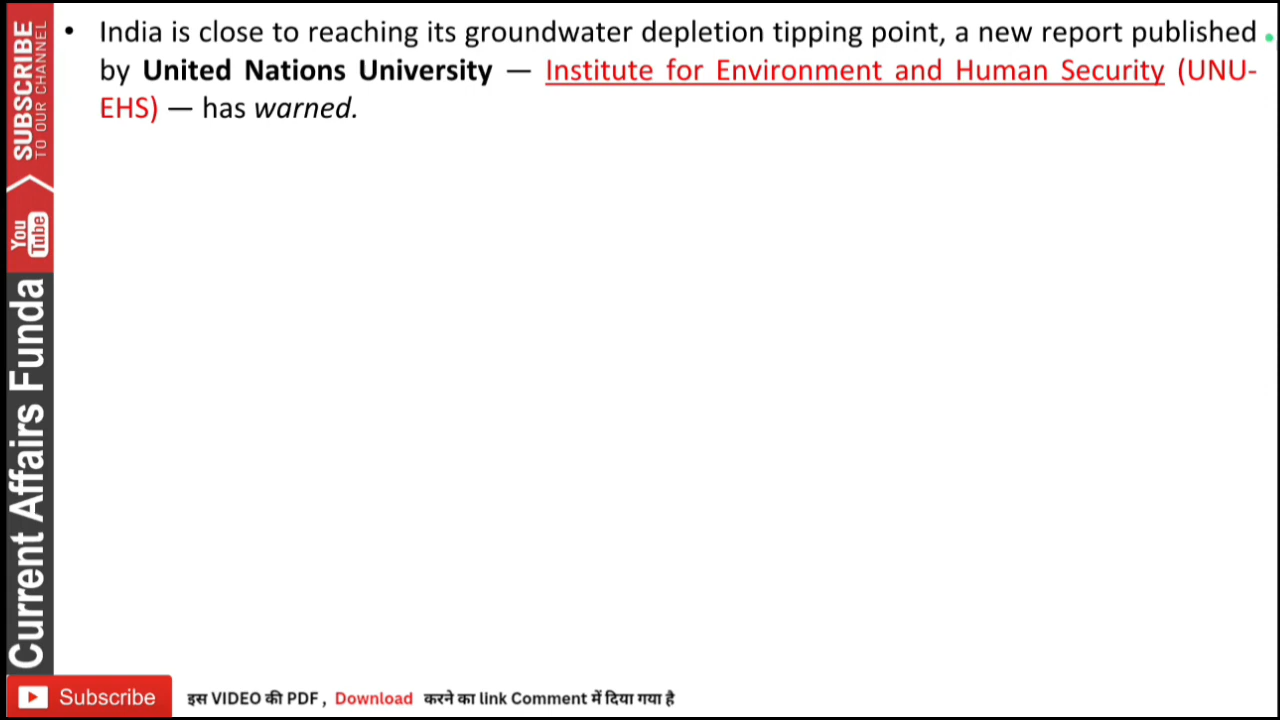 • India is close to reaching its groundwater depletion tipping point, a new report published
by United Nations University — Institute for Environment and Human Security (UNU-
EHS) — has warned.
SUBSCRIBE
TO OUR CHANNEL
You
Tube
Current Affairs Funda
Subscribe
इस VIDEO की PDF , Download करने का link Comment में दिया गया है